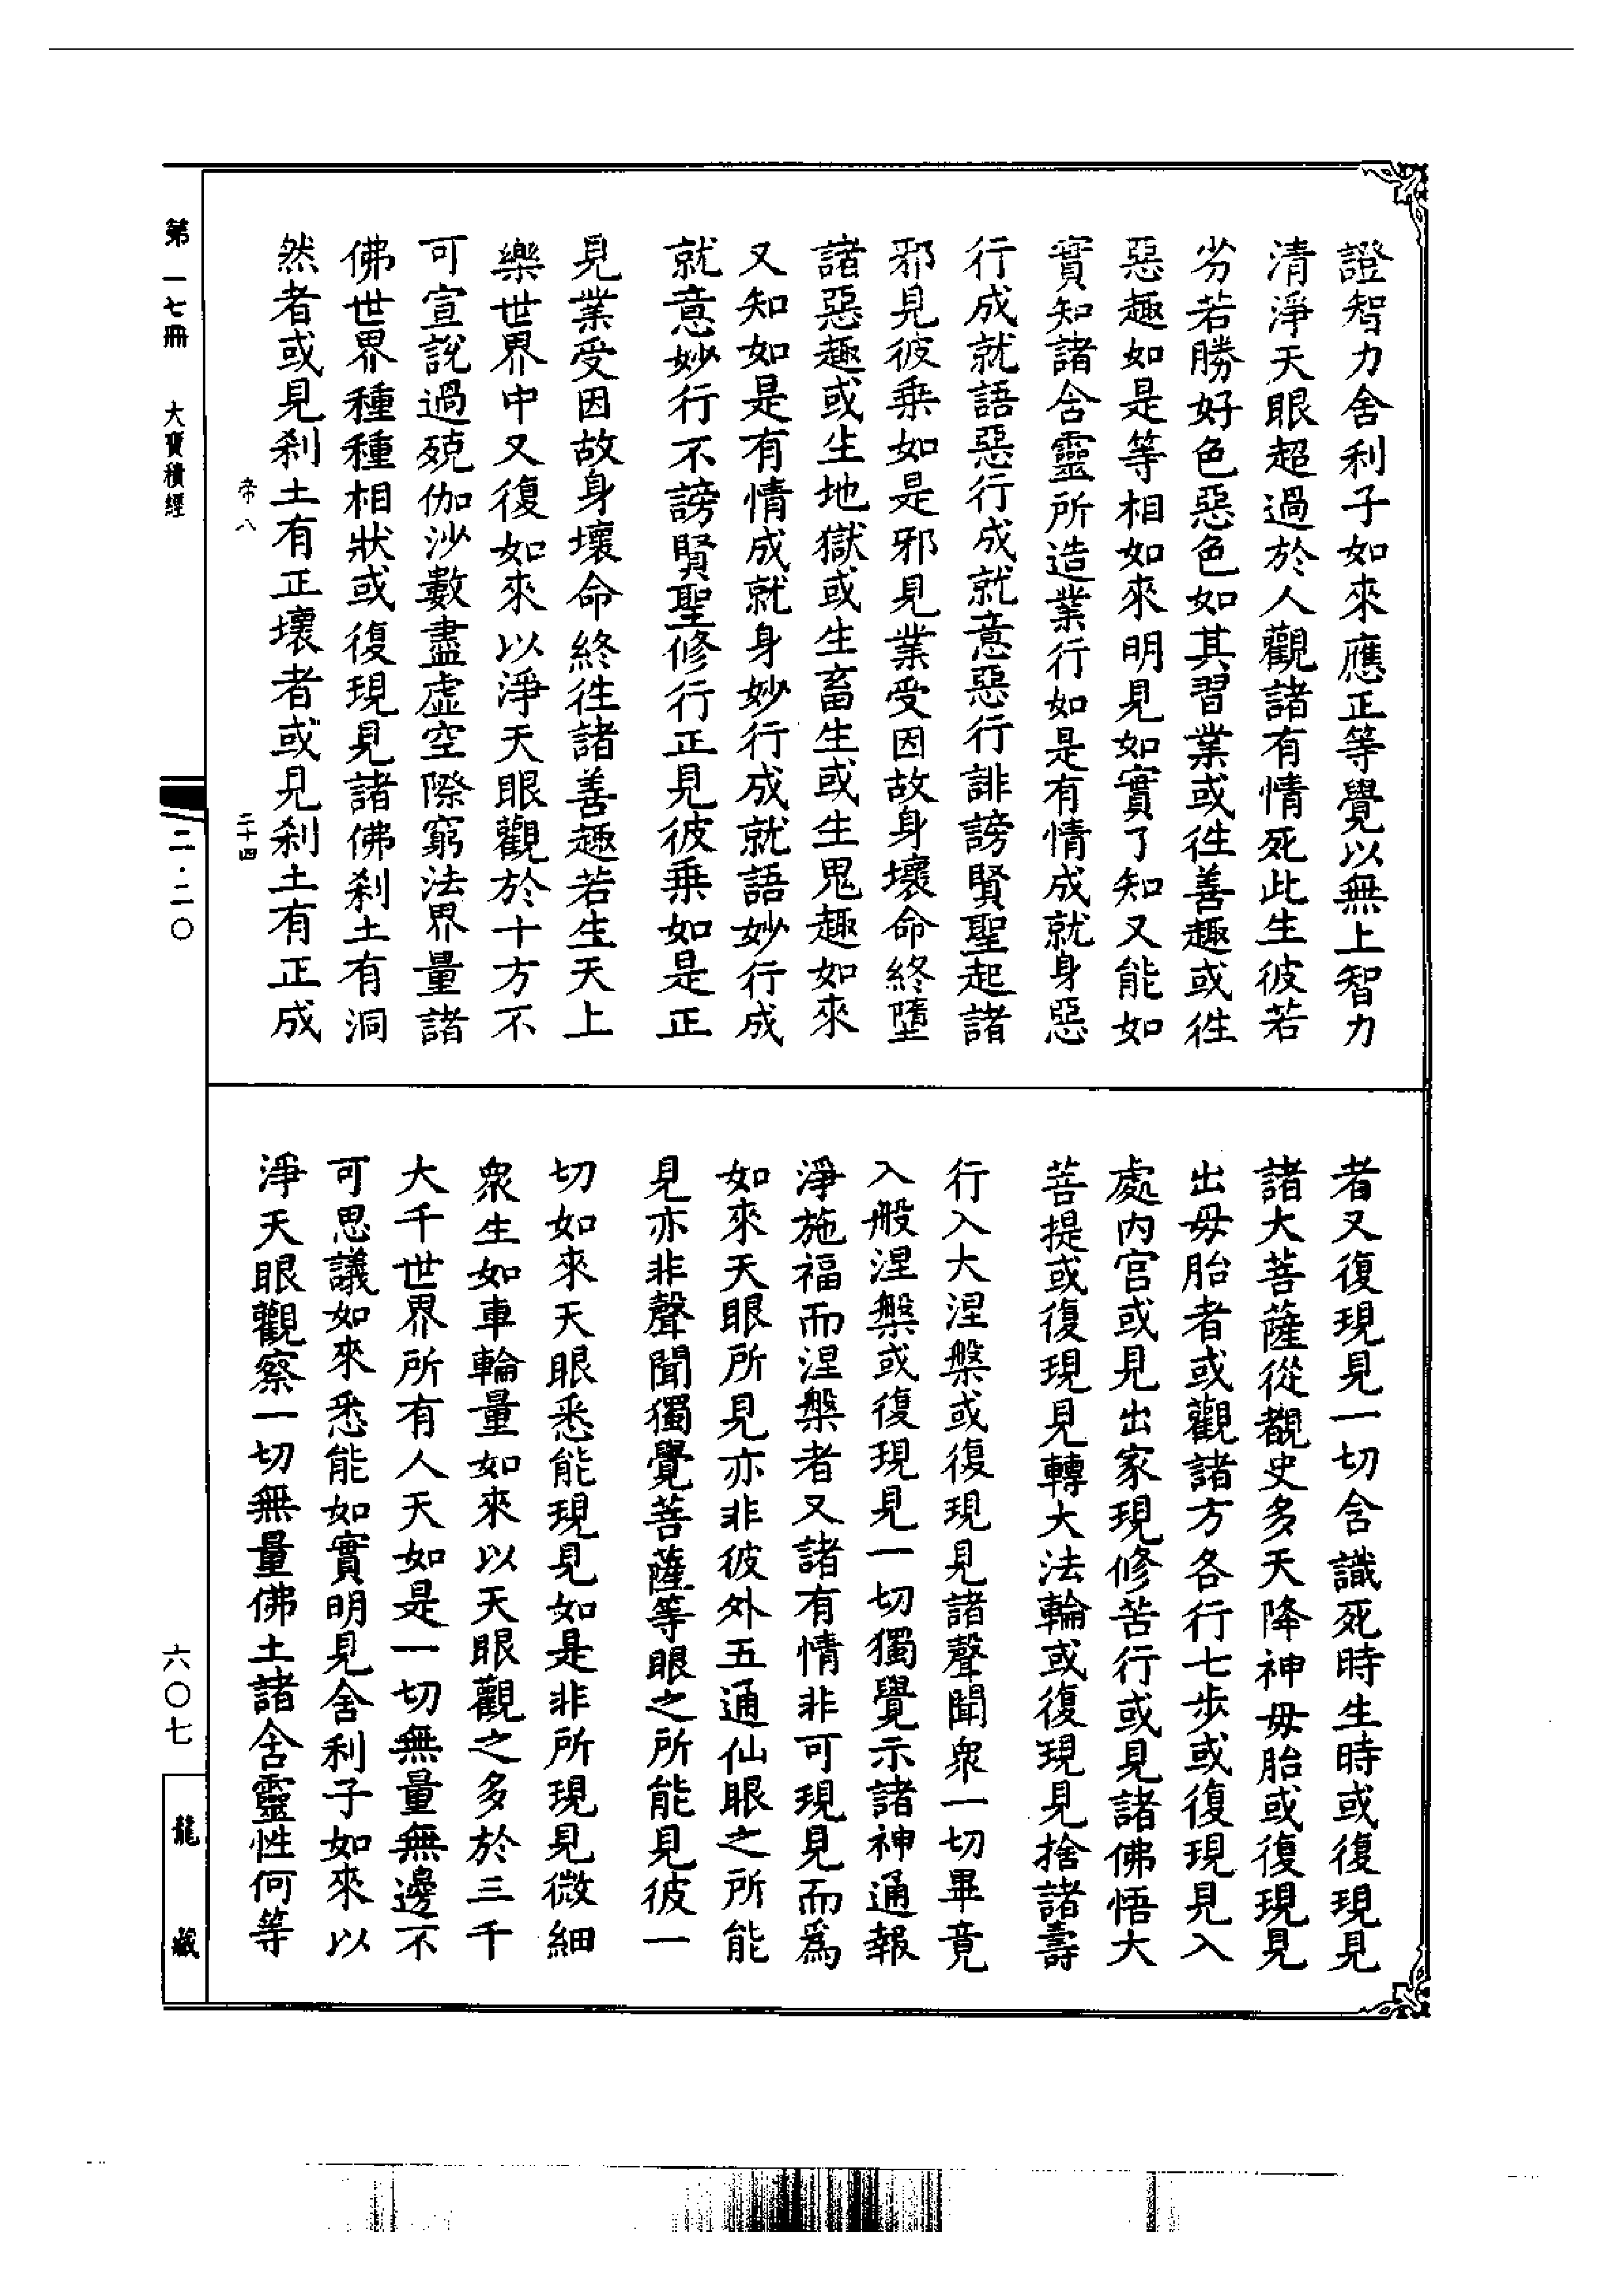 證智力舍利子如來應正等覺以無上智力
清淨天眼超過於人觀諸有情死此生彼若
劣若勝好色惡色如其習業或往善趣或往
惡趣如是等相如來明見如實了知又能如
實知諸含靈所造業行如是有情成就身惡
行成就語惡行成就意惡行誹謗賢聖起諸
邪見彼乗如是邪見業受因故身壞命終墮
諸惡趣或生地獄或生畜生或生鬼趣如來
又知如是有情成就身妙行成就語妙行成
就意妙行不謗賢聖修行正見彼乗如是正
見業受因故身壞命終往諸善趣若生天上
樂世界中又復如來以淨天眼觀於十方不
可宣說過殑伽沙數盡虛空際窮法界量諸
佛世界種種相狀或復現見諸佛刹土有洞
然者或見刹土有正壞者或見刹土有正成
帝八 二十四
者又復現見一切含識死時生時或復現見
諸大菩薩從覩史多天降神毋胎或復現見
出毋胎者或觀諸方各行七步或復現見入
處内宫或見出家現修苦行或見諸佛悟大
菩提或復現見轉大法輪或復現見捨諸壽
行入大涅槃或復現見諸聲聞衆一切畢竟
入般涅槃或復現見一切獨覺示諸神通報
淨施福而涅槃者又諸有情非可現見而爲
如來天眼所見亦非彼外五通仙眼之所能
見亦非聲聞獨覺菩薩等眼之所能見彼一
切如來天眼悉能現見如是非所現見微細
衆生如車輪量如來以天眼觀之多於三千
大千世界所有人天如是一切無量無邊不
可思議如來悉能如實明見舍利子如來以
淨天眼觀察一切無量佛土諸含靈性何等
第一七冊 大寶積經
二·二〇
六〇七
龍藏